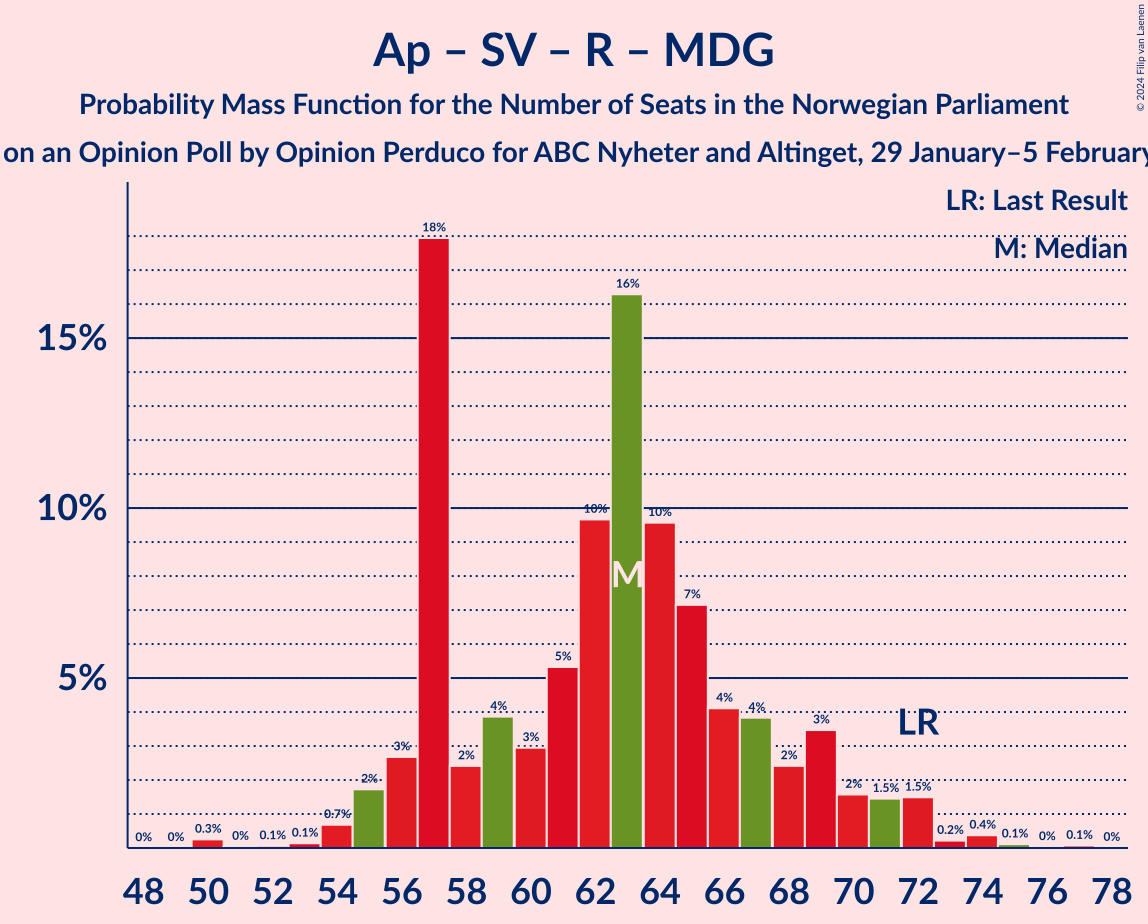 Ap – SV – R – MDG
Probability Mass Function for the Number of Seats in the Norwegian Parliament
on an Opinion Poll by Opinion Perduco for ABC Nyheter and Altinget, 29 January–5 February
© 2024 Filip van Laenen
LR: Last Result
M: Median
15%
10%
5%
0% 0% 0.3% 0% 0.1% 0.1% 0.7% 2% 3% 18% 2% 4% 3% 5% 10% 16% 10% 7% 4% 4% 2% 3% 2% 1.5% 1.5% 0.2% 0.4% 0.1% 0% 0.1% 0%
M
LR
48 50 52 54 56 58 60 62 64 66 68 70 72 74 76 78